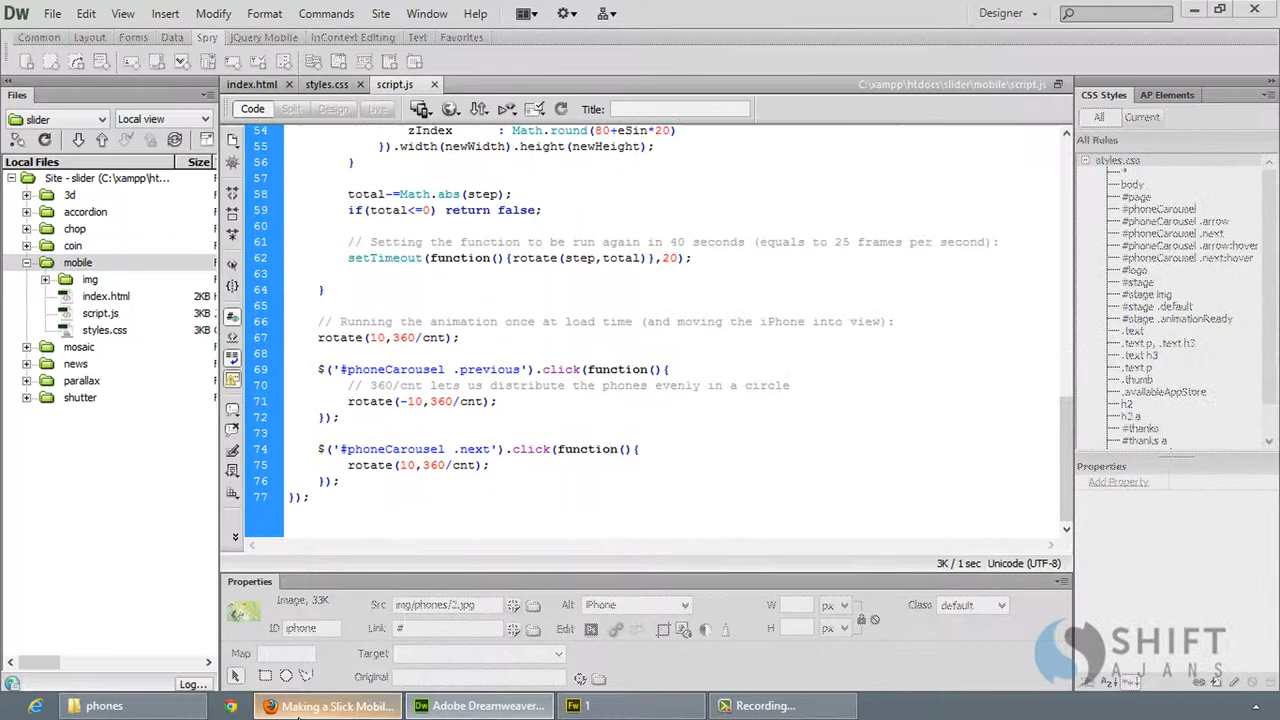 Dw File Edit View Insert Modify Format Commands Site Window Help Designer
Common Layout Forms Data Spry jQuery Mobile InContext Editing Text Favorites
Files
index.html styles.css script.js C:\xampp\htdocs\slider\mobile\script.js
CSS Styles AP Elements
slider Local view
Code Split Design Live Title:
All Current
All Rules
Local Files Size
Site - slider (C:\xampp\ht...
3d
accordion
chop
coin
mobile
img
index.html 2KB
script.js 3KB
styles.css 2KB
mosaic
news
parallax
shutter
54 zIndex : Math.round(80+eSin*20)
55 }).width(newWidth).height(newHeight);
56 }
57
58 total-=Math.abs(step);
59 if(total<=0) return false;
60
61 // Setting the function to be run again in 40 seconds (equals to 25 frames per second):
62 setTimeout(function(){rotate(step,total)},20);
63
64 }
65
66 // Running the animation once at load time (and moving the iPhone into view):
67 rotate(10,360/cnt);
68
69 $('#phoneCarousel .previous').click(function(){
70 // 360/cnt lets us distribute the phones evenly in a circle
71 rotate(-10,360/cnt);
72 });
73
74 $('#phoneCarousel .next').click(function(){
75 rotate(10,360/cnt);
76 });
77 });
styles.css
*
body
#page
#phoneCarousel
#phoneCarousel .arrow
#phoneCarousel .next
#phoneCarousel .arrow:hover
#phoneCarousel .next:hover
#logo
#stage
#stage img
#stage .default
#stage .animationReady
.text
.text p, .text h3
.text h3
.text p
.thumb
.availableAppStore
h2
h2 a
#thanks
#thanks a
Properties
Add Property
3K / 1 sec Unicode (UTF-8)
Properties
Image, 33K Src img/phones/2.jpg Alt iPhone W px Class default
ID iphone Link # Edit H px
Map Target
Original
Log...
SHIFT
AJANS
phones Making a Slick Mobil... Adobe Dreamweaver... 1 Recording...